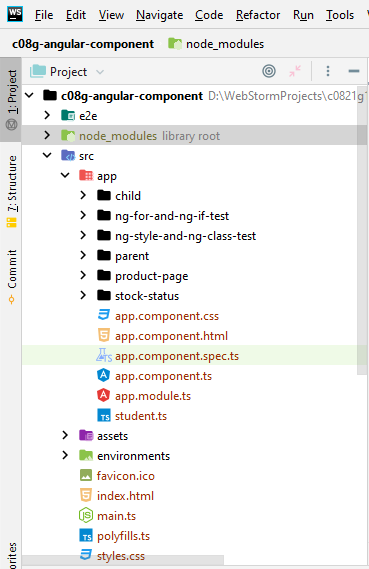 WS File Edit View Navigate Code Refactor Run Tools
c08g-angular-component node_modules
1: Project
Project
c08g-angular-component D:\WebStormProjects\c0821g1
e2e
node_modules library root
src
app
child
ng-for-and-ng-if-test
ng-style-and-ng-class-test
parent
product-page
stock-status
app.component.css
app.component.html
app.component.spec.ts
app.component.ts
app.module.ts
student.ts
assets
environments
favicon.ico
index.html
main.ts
polyfills.ts
styles.css
7: Structure
Commit